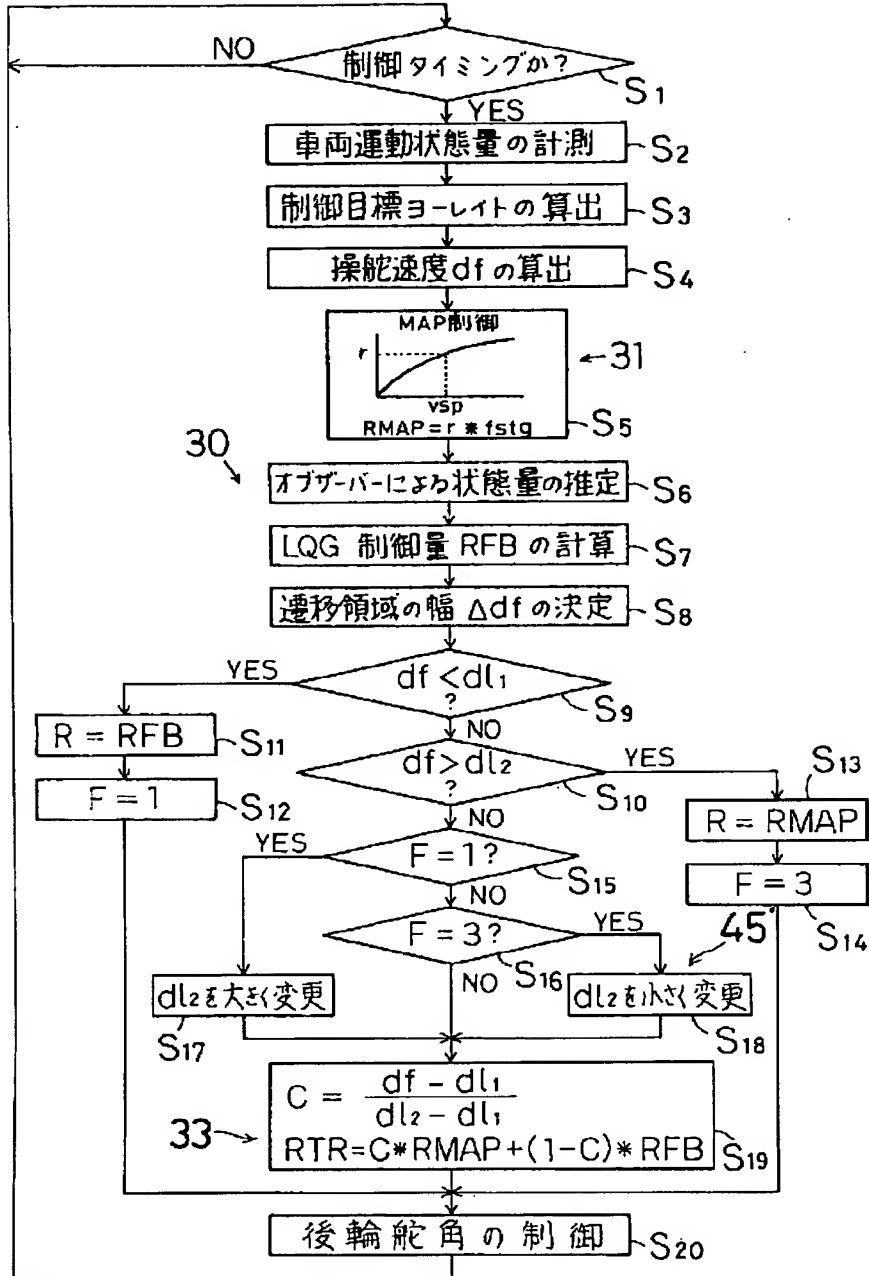 NO
制御タイミングか?
S1
YES
車両運動状態量の計測
S2
制御目標ヨーレイトの算出
S3
操舵速度dfの算出
S4
MAP制御
r
vsp
RMAP=r*fstg
31
S5
30
オブザーバーによる状態量の推定
S6
LQG 制御量 RFB の計算
S7
遷移領域の幅 Δdfの決定
S8
YES
df<dl1
?
S9
R=RFB
S11
NO
df>dl2
?
S10
YES
S13
F=1
S12
R=RMAP
NO
YES
F=1?
S15
F=3
S14
NO
F=3?
YES
S16
45'
NO
dl2を大きく変更
S17
dl2を小さく変更
S18
C = df-dl1 / dl2-dl1
33
RTR=C*RMAP+(1-C)*RFB
S19
後輪舵角の制御
S20